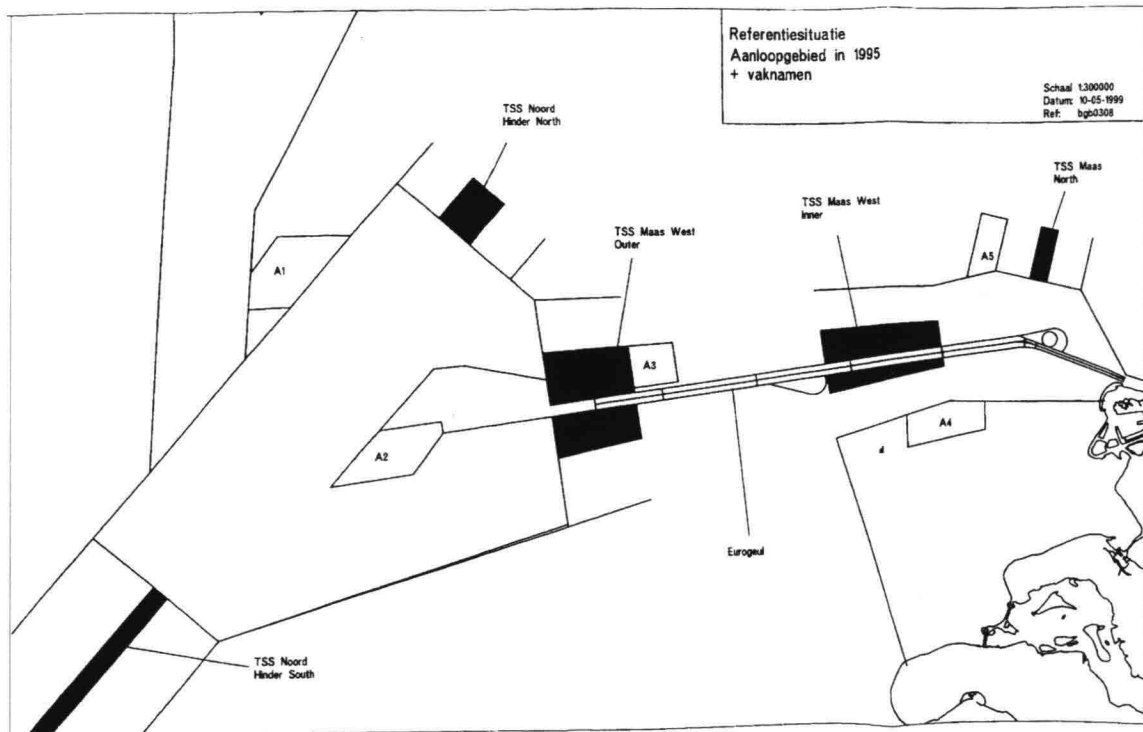 Referentiesituatie
Aanloopgebied in 1995
+ vaknamen
Schaal 1:300000
Datum: 10-05-1999
Ref: bgb0308
TSS Noord
Hinder North
TSS Maas
North
TSS Maas West
Inner
TSS Maas West
Outer
A5
A1
A3
A4
A2
Eurogeul
TSS Noord
Hinder South